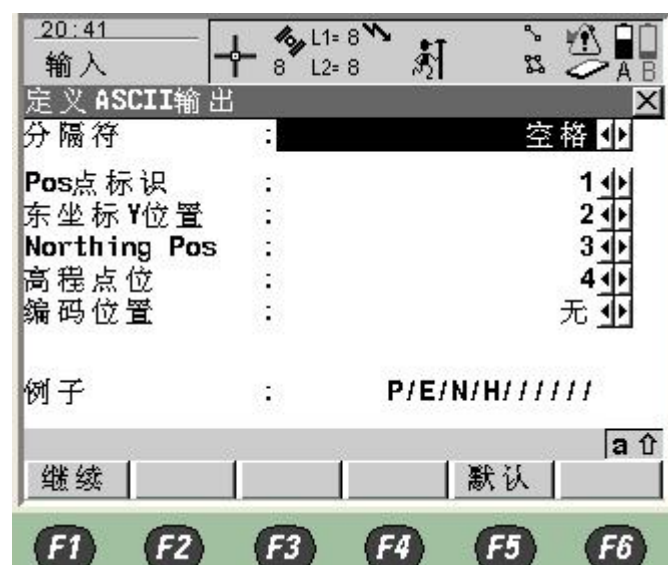 20:41
输入
L1= 8
8 L2= 8
A B
定义 ASCII输出
分隔符 : 空格
Pos点标识 : 1
东坐标Y位置 : 2
Northing Pos : 3
高程点位 : 4
编码位置 : 无
例子 : P/E/N/H//////
a
继续 默认
F1 F2 F3 F4 F5 F6